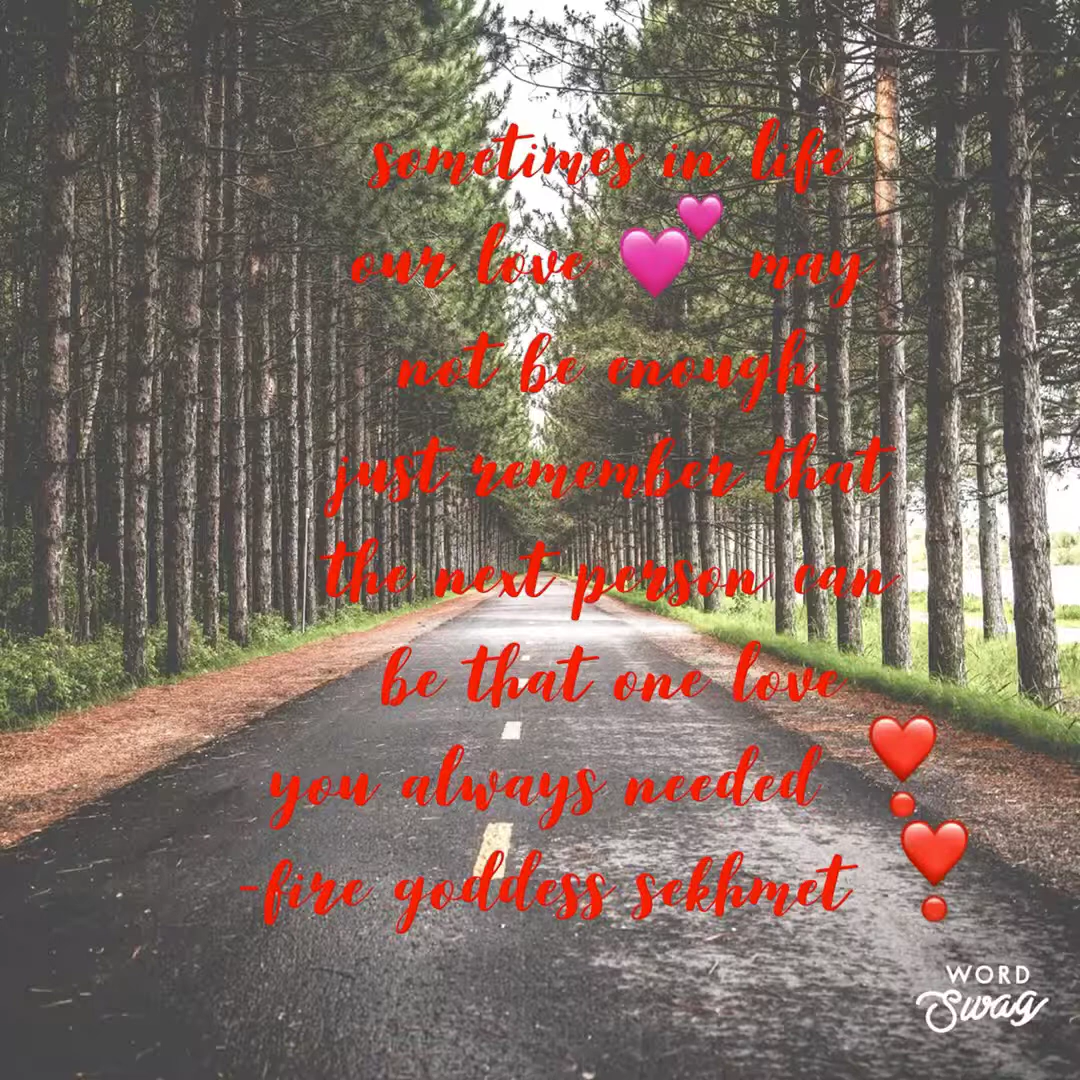 sometimes in life
our love 💕 may
not be enough.
just remember that
the next person can
be that one love
you always needed ❣️
-fire goddess sekhmet ❣️
WORD
Swag